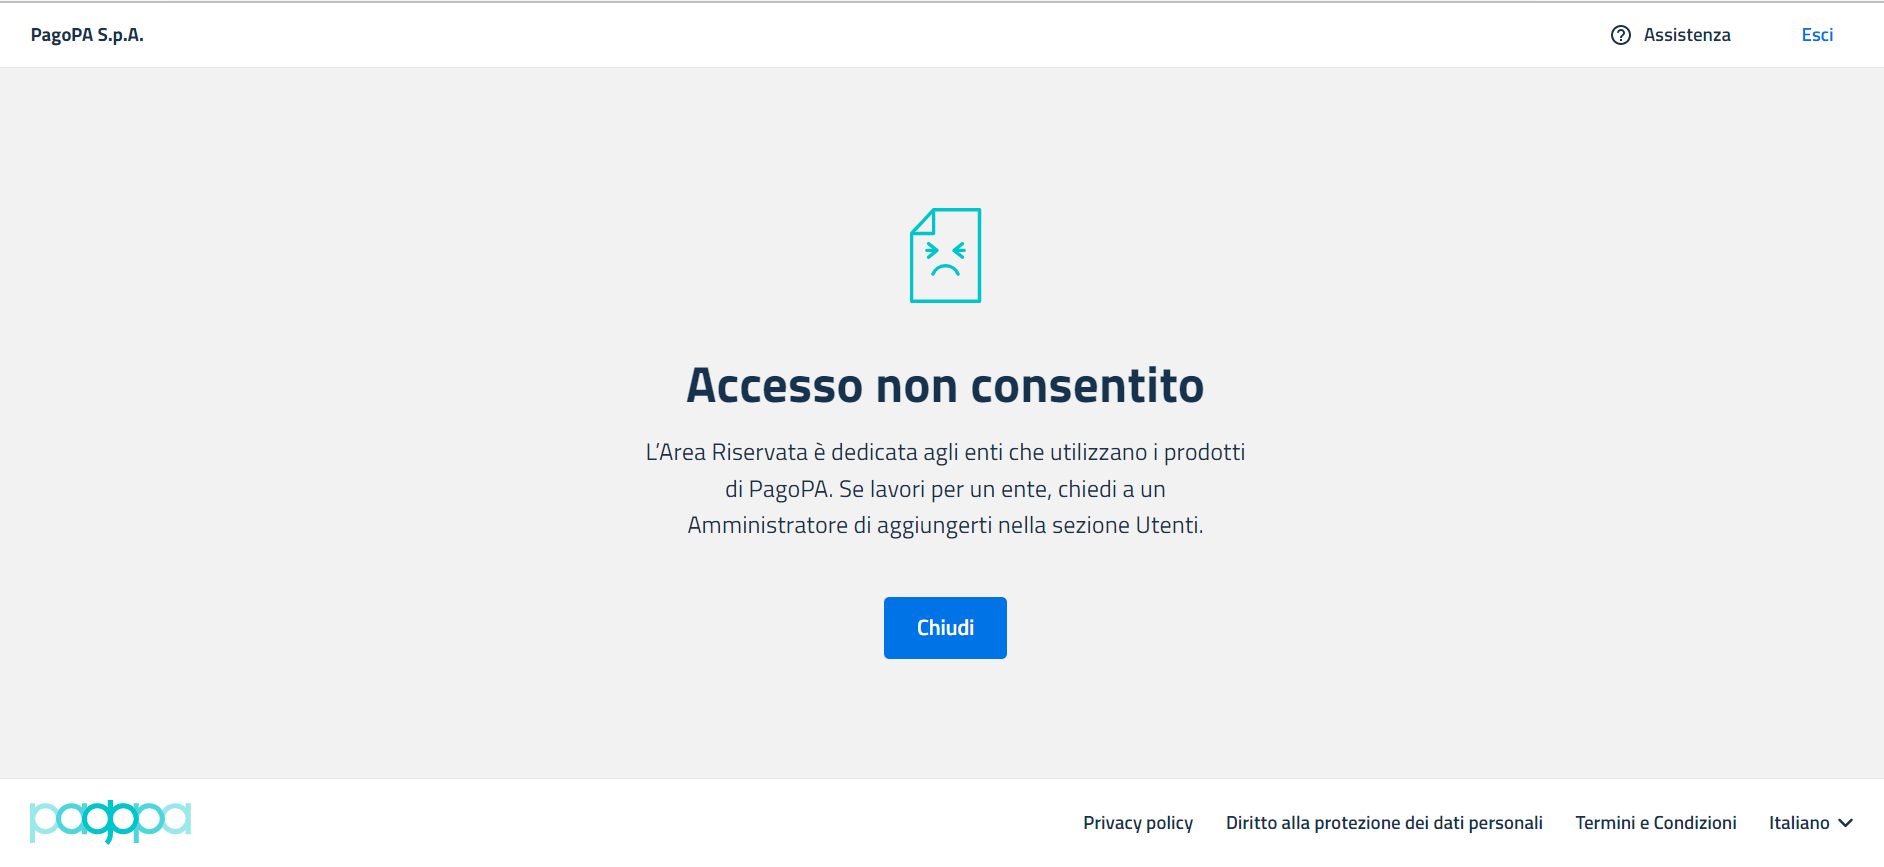 PagoPA S.p.A.
Assistenza
Esci
Accesso non consentito
L’Area Riservata è dedicata agli enti che utilizzano i prodotti
di PagoPA. Se lavori per un ente, chiedi a un
Amministratore di aggiungerti nella sezione Utenti.
Chiudi
pagopa
Privacy policy
Diritto alla protezione dei dati personali
Termini e Condizioni
Italiano